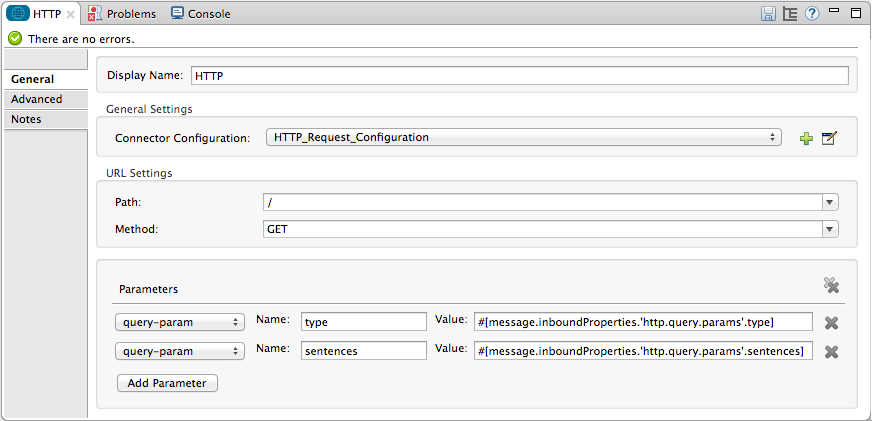 HTTP Problems Console
There are no errors.
General
Advanced
Notes
Display Name: HTTP
General Settings
Connector Configuration: HTTP_Request_Configuration
URL Settings
Path: /
Method: GET
Parameters
query-param Name: type Value: #[message.inboundProperties.'http.query.params'.type]
query-param Name: sentences Value: #[message.inboundProperties.'http.query.params'.sentences]
Add Parameter